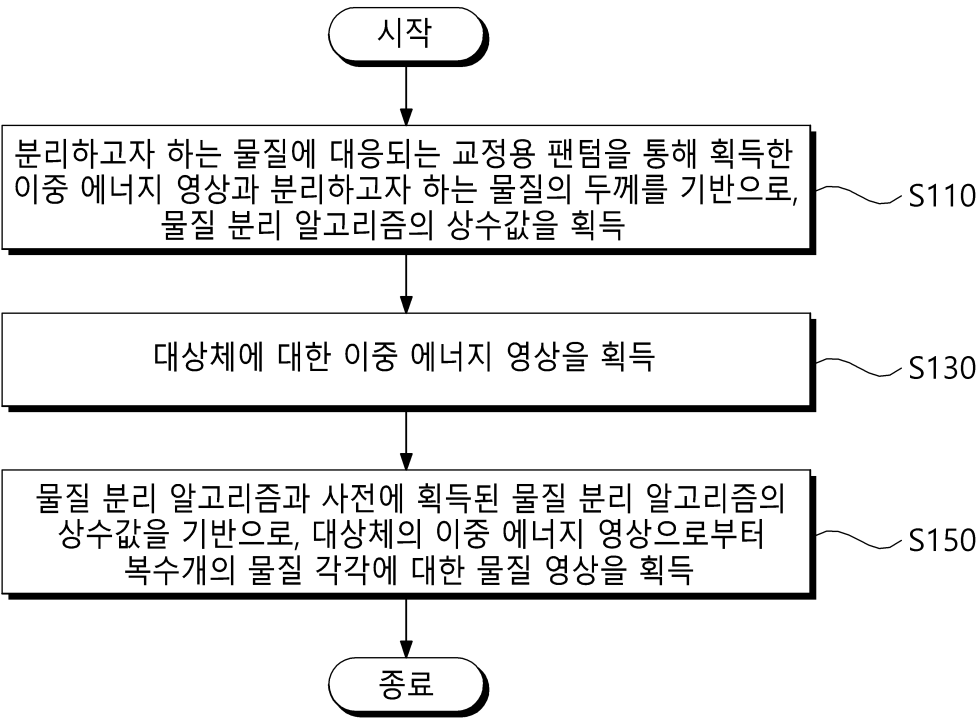 시작
분리하고자 하는 물질에 대응되는 교정용 팬텀을 통해 획득한
이중 에너지 영상과 분리하고자 하는 물질의 두께를 기반으로,
물질 분리 알고리즘의 상수값을 획득
S110
대상체에 대한 이중 에너지 영상을 획득
S130
물질 분리 알고리즘과 사전에 획득된 물질 분리 알고리즘의
상수값을 기반으로, 대상체의 이중 에너지 영상으로부터
복수개의 물질 각각에 대한 물질 영상을 획득
S150
종료